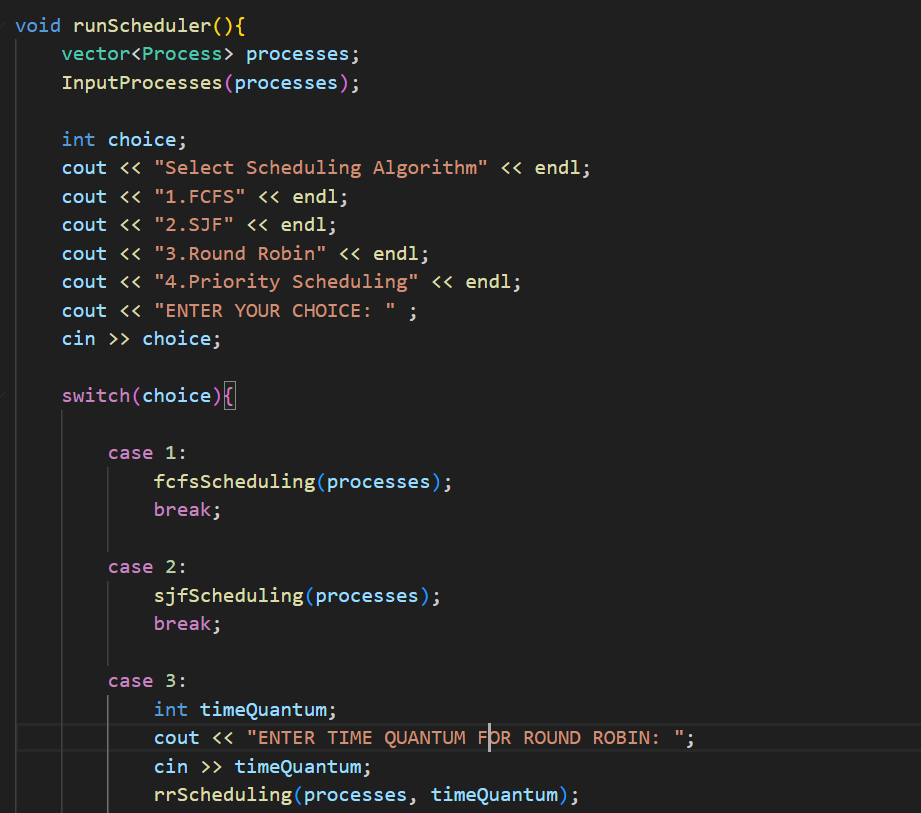 void runScheduler(){
    vector<Process> processes;
    InputProcesses(processes);

    int choice;
    cout << "Select Scheduling Algorithm" << endl;
    cout << "1.FCFS" << endl;
    cout << "2.SJF" << endl;
    cout << "3.Round Robin" << endl;
    cout << "4.Priority Scheduling" << endl;
    cout << "ENTER YOUR CHOICE: " ;
    cin >> choice;

    switch(choice){

        case 1:
            fcfsScheduling(processes);
            break;

        case 2:
            sjfScheduling(processes);
            break;

        case 3:
            int timeQuantum;
            cout << "ENTER TIME QUANTUM FOR ROUND ROBIN: ";
            cin >> timeQuantum;
            rrScheduling(processes, timeQuantum);